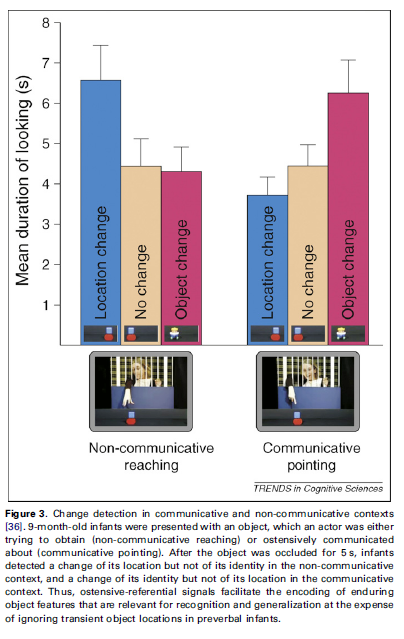 8
7
6
5
4
3
2
1
Mean duration of looking (s)
Location change
No change
Object change
Location change
No change
Object change
Non-communicative
reaching
Communicative
pointing
TRENDS in Cognitive Sciences
Figure 3. Change detection in communicative and non-communicative contexts
[36]. 9-month-old infants were presented with an object, which an actor was either
trying to obtain (non-communicative reaching) or ostensively communicated
about (communicative pointing). After the object was occluded for 5 s, infants
detected a change of its location but not of its identity in the non-communicative
context, and a change of its identity but not of its location in the communicative
context. Thus, ostensive-referential signals facilitate the encoding of enduring
object features that are relevant for recognition and generalization at the expense
of ignoring transient object locations in preverbal infants.